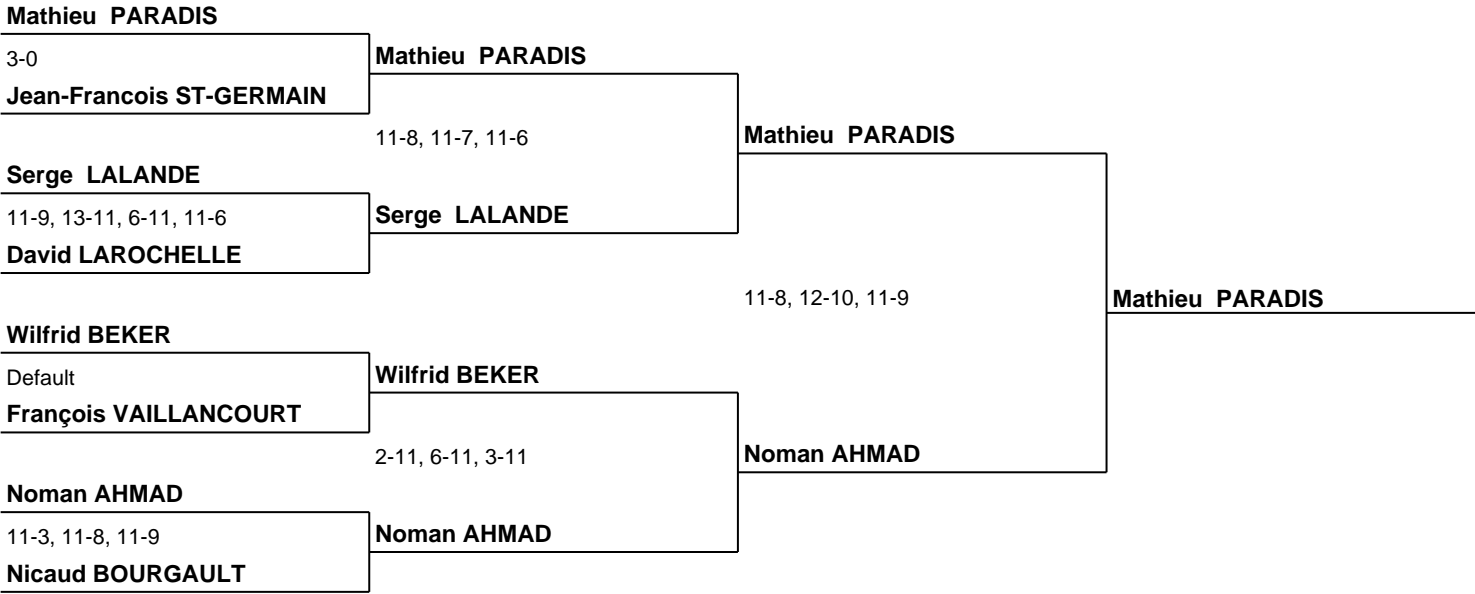 Mathieu  PARADIS
3-0
Mathieu  PARADIS
Jean-Francois ST-GERMAIN
11-8, 11-7, 11-6
Mathieu  PARADIS
Serge  LALANDE
11-9, 13-11, 6-11, 11-6
Serge  LALANDE
David LAROCHELLE
11-8, 12-10, 11-9
Mathieu  PARADIS
Wilfrid BEKER
Default
Wilfrid BEKER
François VAILLANCOURT
2-11, 6-11, 3-11
Noman AHMAD
Noman AHMAD
11-3, 11-8, 11-9
Noman AHMAD
Nicaud BOURGAULT